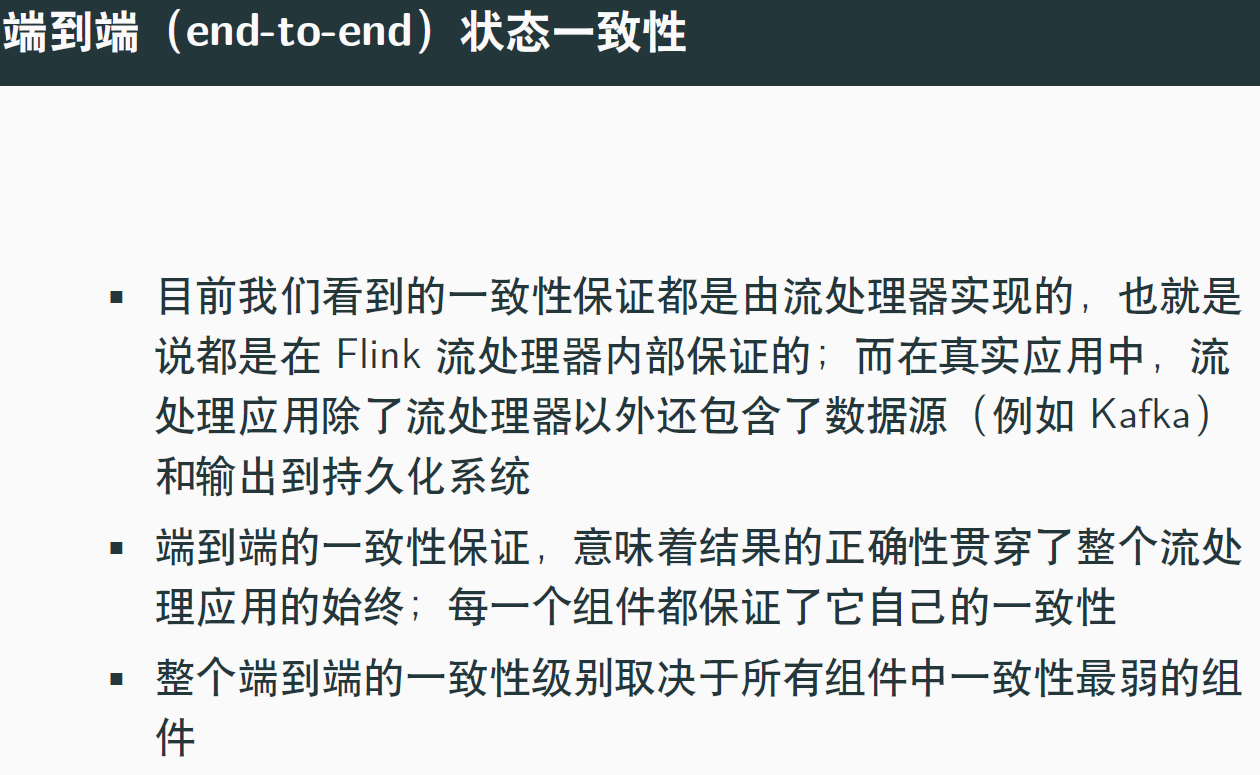 端到端（end-to-end）状态一致性
▪ 目前我们看到的一致性保证都是由流处理器实现的，也就是
说都是在 Flink 流处理器内部保证的；而在真实应用中，流
处理应用除了流处理器以外还包含了数据源（例如 Kafka）
和输出到持久化系统
▪ 端到端的一致性保证，意味着结果的正确性贯穿了整个流处
理应用的始终；每一个组件都保证了它自己的一致性
▪ 整个端到端的一致性级别取决于所有组件中一致性最弱的组
件